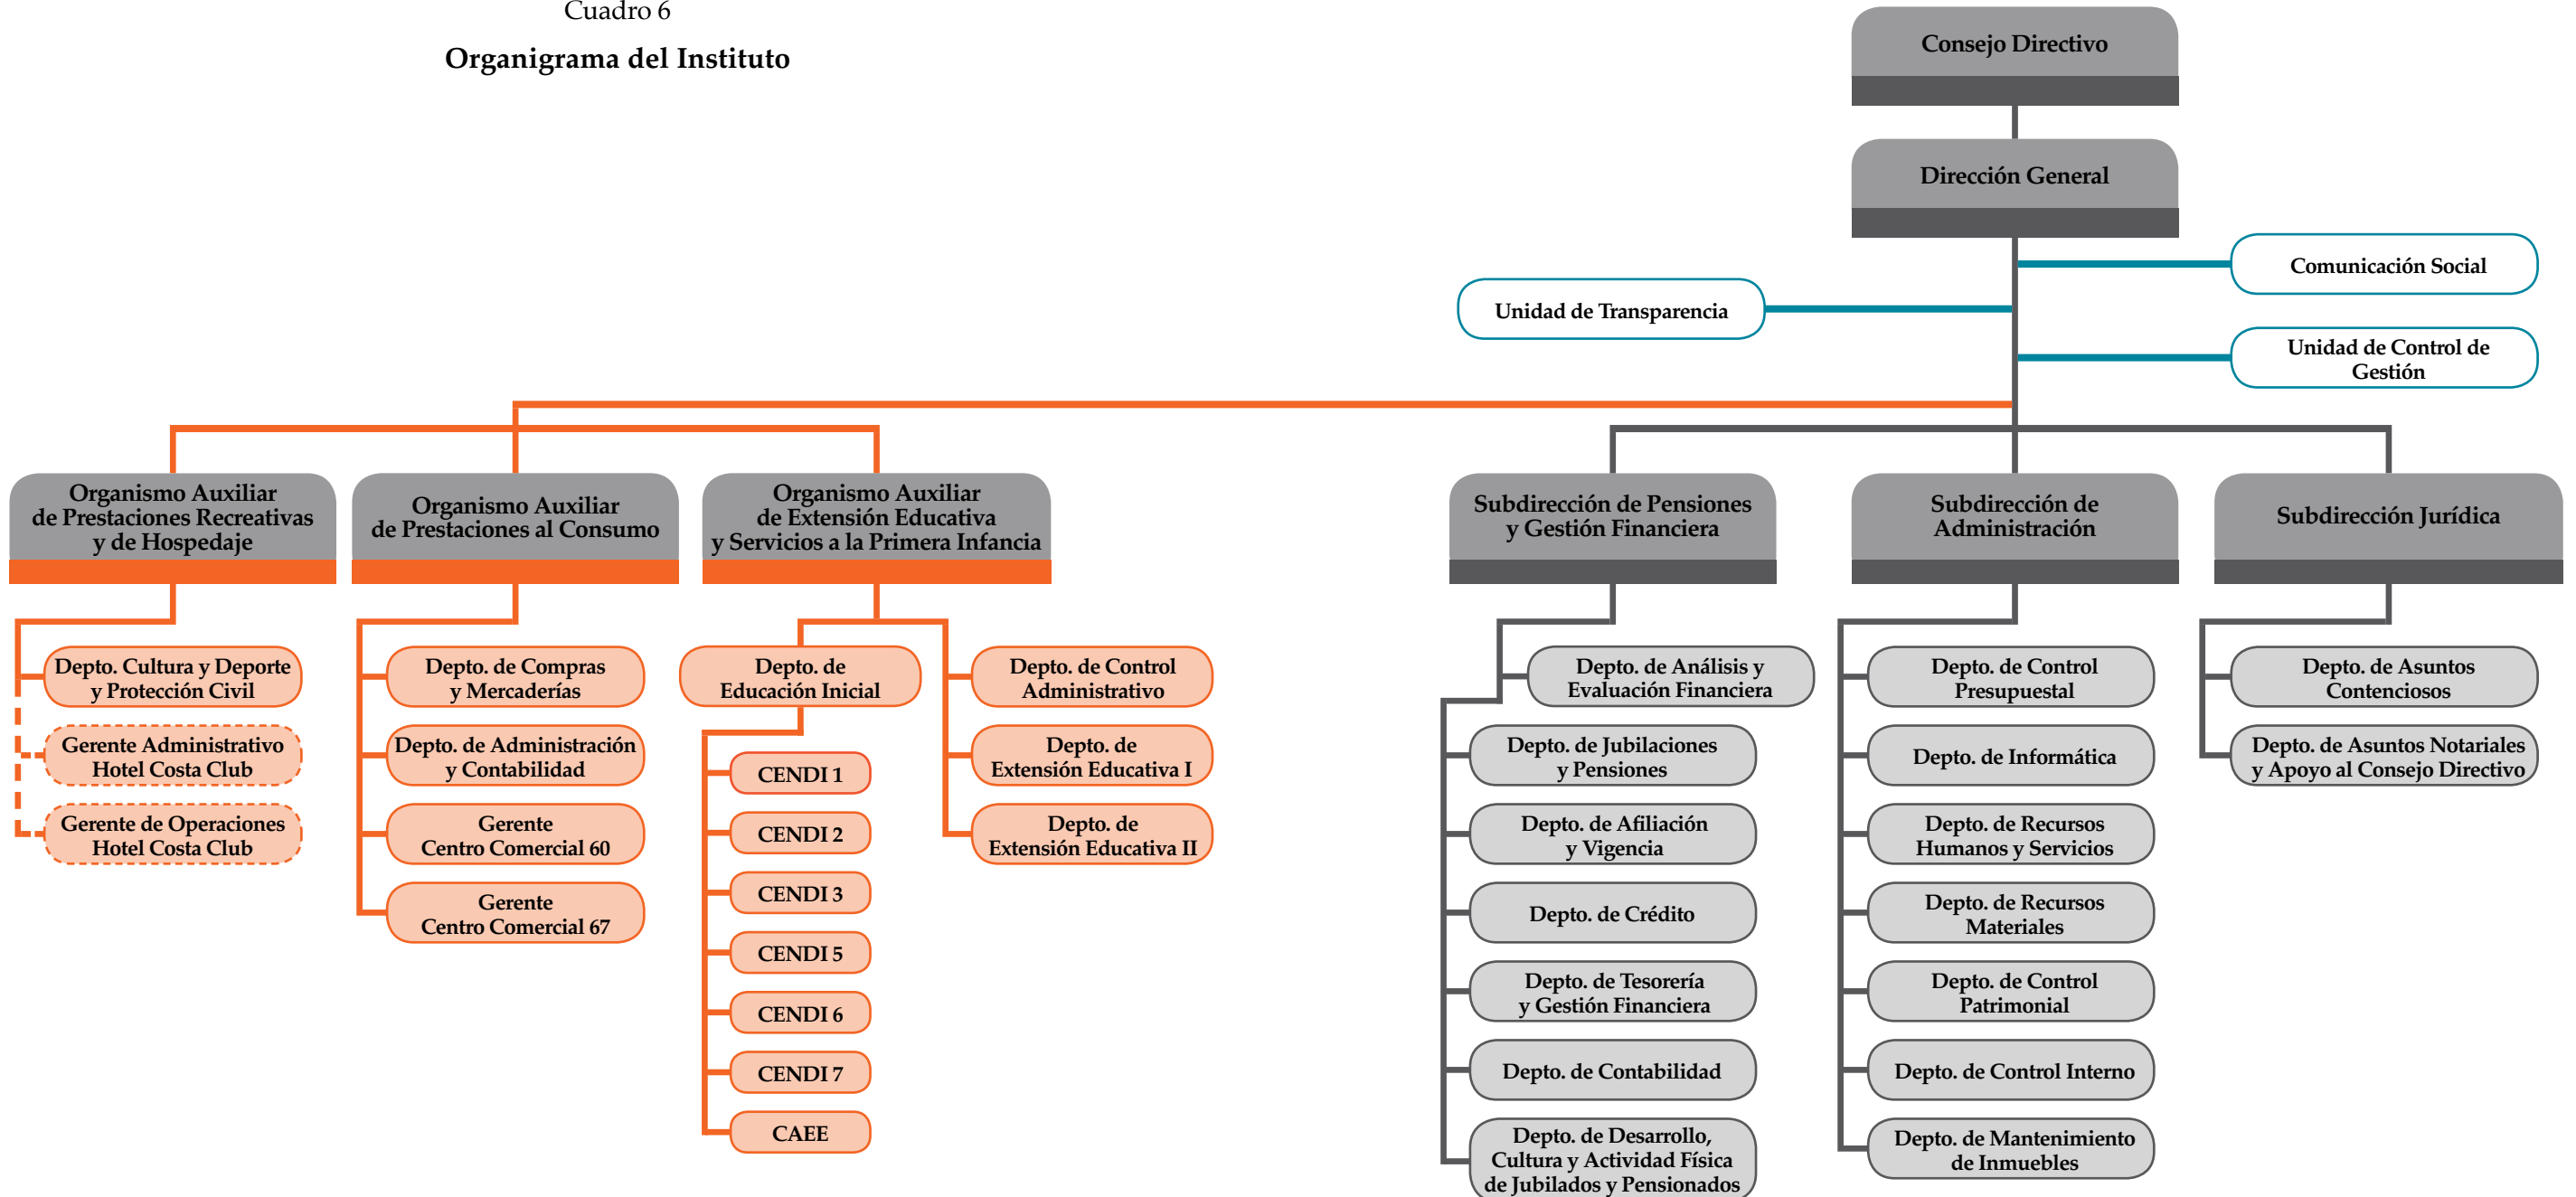 Cuadro 6
Organigrama del Instituto
Consejo Directivo
Dirección General
Comunicación Social
Unidad de Transparencia
Unidad de Control de
Gestión
Organismo Auxiliar
de Prestaciones Recreativas
y de Hospedaje
Organismo Auxiliar
de Prestaciones al Consumo
Organismo Auxiliar
de Extensión Educativa
y Servicios a la Primera Infancia
Subdirección de Pensiones
y Gestión Financiera
Subdirección de
Administración
Subdirección Jurídica
Depto. Cultura y Deporte
y Protección Civil
Gerente Administrativo
Hotel Costa Club
Gerente de Operaciones
Hotel Costa Club
Depto. de Compras
y Mercaderías
Depto. de Administración
y Contabilidad
Gerente
Centro Comercial 60
Gerente
Centro Comercial 67
Depto. de
Educación Inicial
CENDI 1
CENDI 2
CENDI 3
CENDI 5
CENDI 6
CENDI 7
CAEE
Depto. de Control
Administrativo
Depto. de
Extensión Educativa I
Depto. de
Extensión Educativa II
Depto. de Análisis y
Evaluación Financiera
Depto. de Jubilaciones
y Pensiones
Depto. de Afiliación
y Vigencia
Depto. de Crédito
Depto. de Tesorería
y Gestión Financiera
Depto. de Contabilidad
Depto. de Desarrollo,
Cultura y Actividad Física
de Jubilados y Pensionados
Depto. de Control
Presupuestal
Depto. de Informática
Depto. de Recursos
Humanos y Servicios
Depto. de Recursos
Materiales
Depto. de Control
Patrimonial
Depto. de Control Interno
Depto. de Mantenimiento
de Inmuebles
Depto. de Asuntos
Contenciosos
Depto. de Asuntos Notariales
y Apoyo al Consejo Directivo